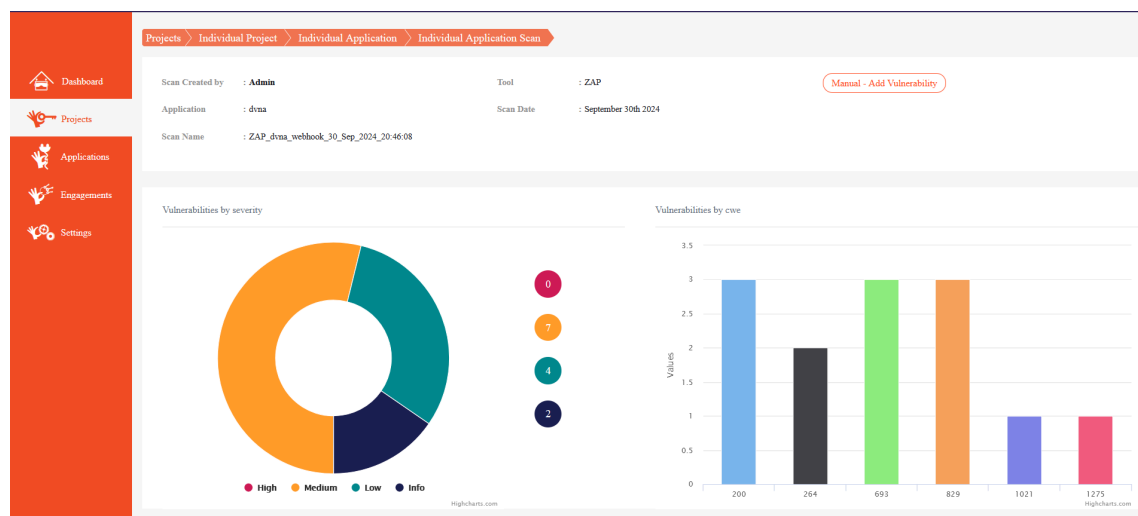 Projects Individual Project Individual Application Individual Application Scan
Dashboard
Projects
Applications
Engagements
Settings
Scan Created by : Admin Tool : ZAP Manual - Add Vulnerability
Application : dvna Scan Date : September 30th 2024
Scan Name : ZAP_dvna_webhook_30_Sep_2024_20:46:08
Vulnerabilities by severity
0
7
4
2
High Medium Low Info
Highcharts.com
Vulnerabilities by cwe
3.5
3
2.5
2
1.5
1
0.5
0
Values
200 264 693 829 1021 1275
Highcharts.com